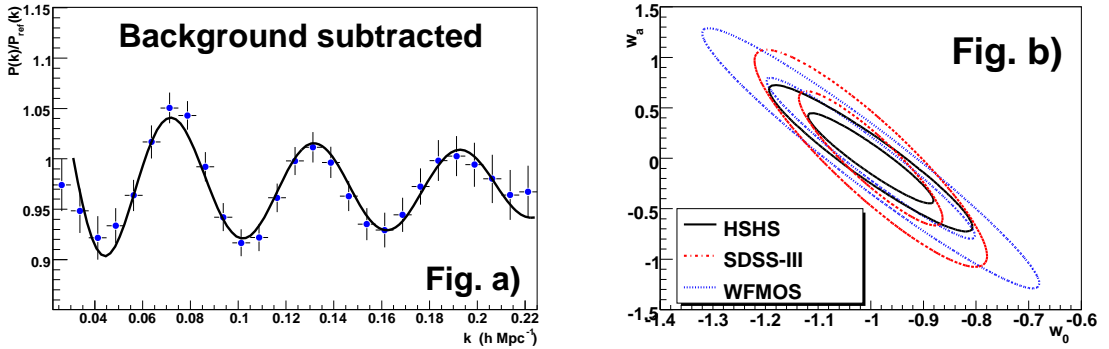 P(k)/P_ref(k)
1.15
1.1
1.05
1
0.95
0.9
Background subtracted
Fig. a)
0.04 0.06 0.08 0.1 0.12 0.14 0.16 0.18 0.2 0.22
k (h Mpc⁻¹)
w_a
1.5
1
0.5
0
-0.5
-1
-1.5
Fig. b)
HSHS
SDSS-III
WFMOS
-1.4 -1.3 -1.2 -1.1 -1 -0.9 -0.8 -0.7 -0.6
w_0